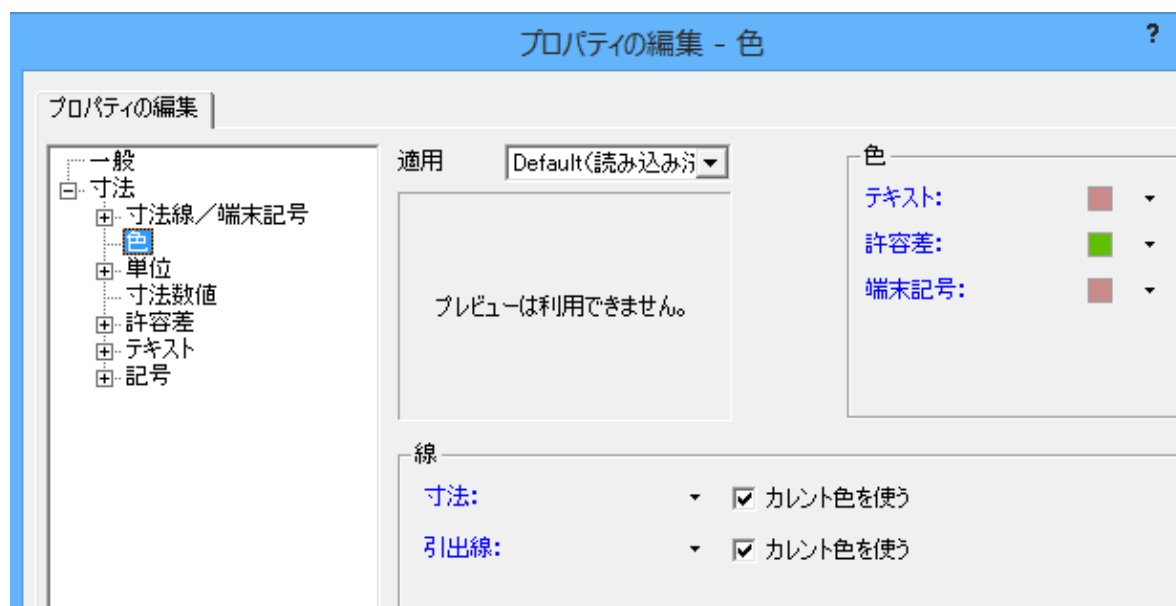 プロパティの編集 - 色
?
プロパティの編集
一般
寸法
寸法線／端末記号
色
単位
寸法数値
許容差
テキスト
記号
適用
Default(読み込み
プレビューは利用できません。
色
テキスト:
許容差:
端末記号:
線
寸法:
カレント色を使う
引出線:
カレント色を使う